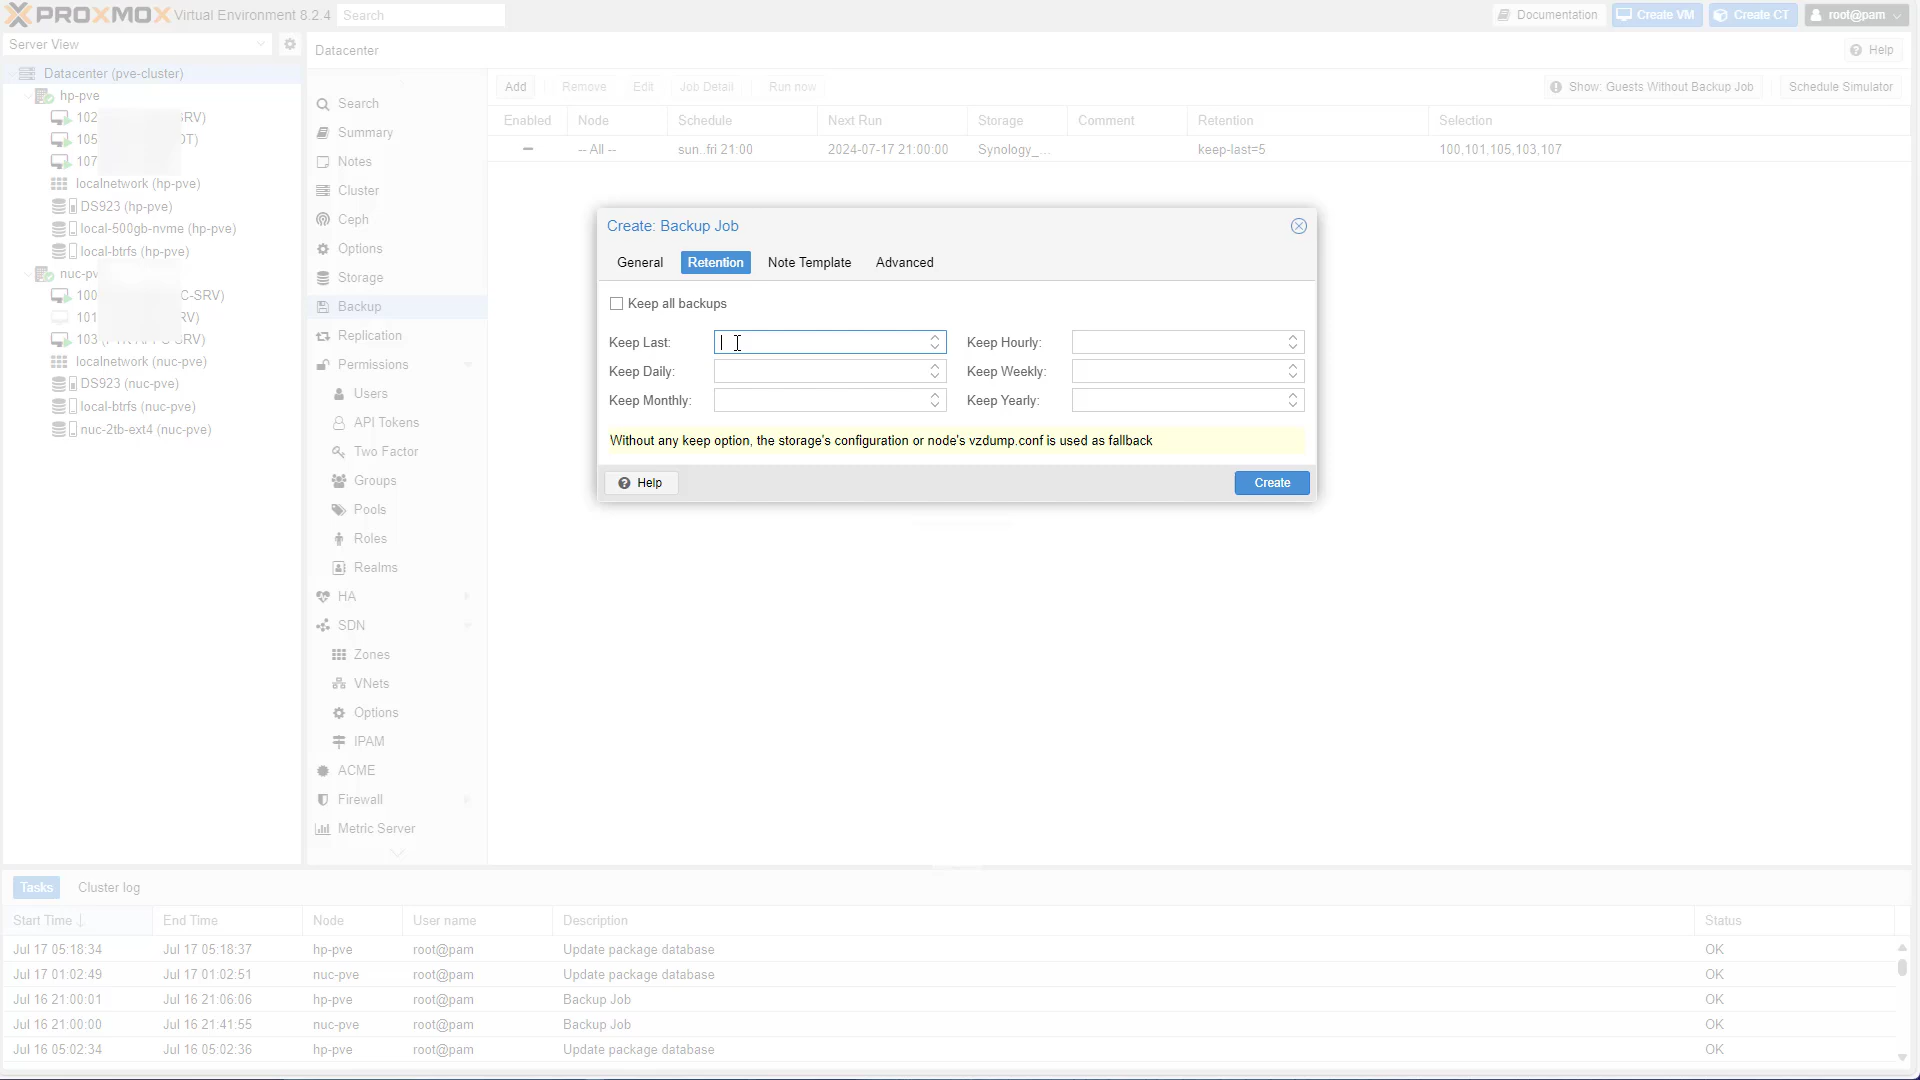 PROXMOX Virtual Environment 8.2.4 Search
Documentation Create VM Create CT root@pam
Server View
Datacenter
Help
Datacenter (pve-cluster)
hp-pve
102 SRV)
105 OT)
107
localnetwork (hp-pve)
DS923 (hp-pve)
local-500gb-nvme (hp-pve)
local-btrfs (hp-pve)
nuc-pv
100 C-SRV)
101 RV)
103 SRV)
localnetwork (nuc-pve)
DS923 (nuc-pve)
local-btrfs (nuc-pve)
nuc-2tb-ext4 (nuc-pve)
Search
Summary
Notes
Cluster
Ceph
Options
Storage
Backup
Replication
Permissions
Users
API Tokens
Two Factor
Groups
Pools
Roles
Realms
HA
SDN
Zones
VNets
Options
IPAM
ACME
Firewall
Metric Server
Add Remove Edit Job Detail Run now Show: Guests Without Backup Job Schedule Simulator
Enabled Node Schedule Next Run Storage Comment Retention Selection
-- All -- sun..fri 21:00 2024-07-17 21:00:00 Synology_... keep-last=5 100,101,105,103,107
Create: Backup Job
General Retention Note Template Advanced
Keep all backups
Keep Last: Keep Hourly:
Keep Daily: Keep Weekly:
Keep Monthly: Keep Yearly:
Without any keep option, the storage's configuration or node's vzdump.conf is used as fallback
Help Create
Tasks Cluster log
Start Time End Time Node User name Description Status
Jul 17 05:18:34 Jul 17 05:18:37 hp-pve root@pam Update package database OK
Jul 17 01:02:49 Jul 17 01:02:51 nuc-pve root@pam Update package database OK
Jul 16 21:00:01 Jul 16 21:06:06 hp-pve root@pam Backup Job OK
Jul 16 21:00:00 Jul 16 21:41:55 nuc-pve root@pam Backup Job OK
Jul 16 05:02:34 Jul 16 05:02:36 hp-pve root@pam Update package database OK